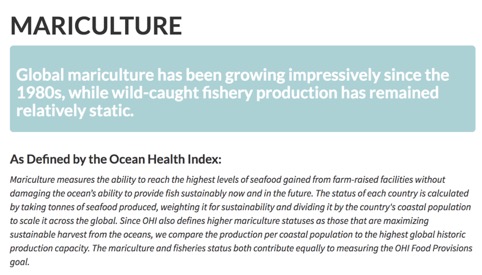 MARICULTURE
Global mariculture has been growing impressively since the
1980s, while wild-caught fishery production has remained
relatively static.
As Defined by the Ocean Health Index:
Mariculture measures the ability to reach the highest levels of seafood gained from farm-raised facilities without
damaging the ocean's ability to provide fish sustainably now and in the future. The status of each country is calculated
by taking tonnes of seafood produced, weighting it for sustainability and dividing it by the country's coastal population
to scale it across the global. Since OHI also defines higher mariculture statuses as those that are maximizing
sustainable harvest from the oceans, we compare the production per coastal population to the highest global historic
production capacity. The mariculture and fisheries status both contribute equally to measuring the OHI Food Provisions
goal.